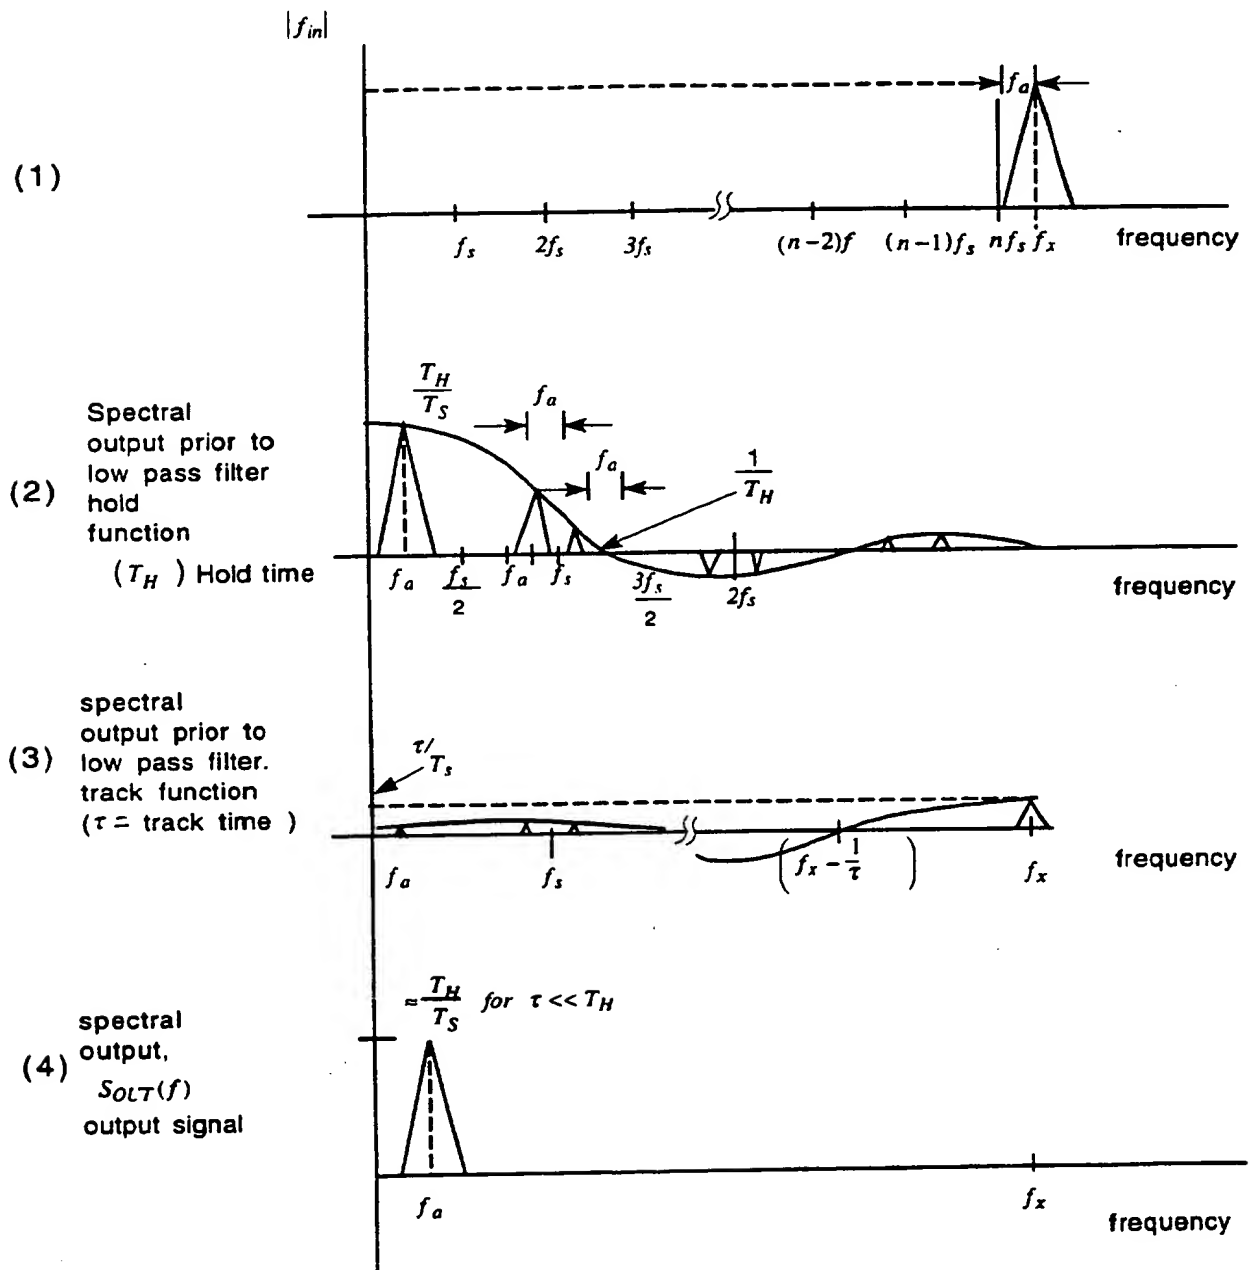 |f_in|
f_a
(1)
f_s 2f_s 3f_s (n-2)f (n-1)f_s nf_s f_x frequency
T_H/T_S
f_a
f_a
1/T_H
(2)
Spectral
output prior to
low pass filter
hold
function
(T_H ) Hold time
f_a f_s/2 f_a f_s 3f_s/2 2f_s frequency
(3)
spectral
output prior to
low pass filter.
track function
(τ = track time )
τ/T_s
f_a f_s (f_x - 1/τ ) f_x frequency
≈ T_H/T_S for τ << T_H
(4)
spectral
output,
S_OLT(f)
output signal
f_a f_x frequency